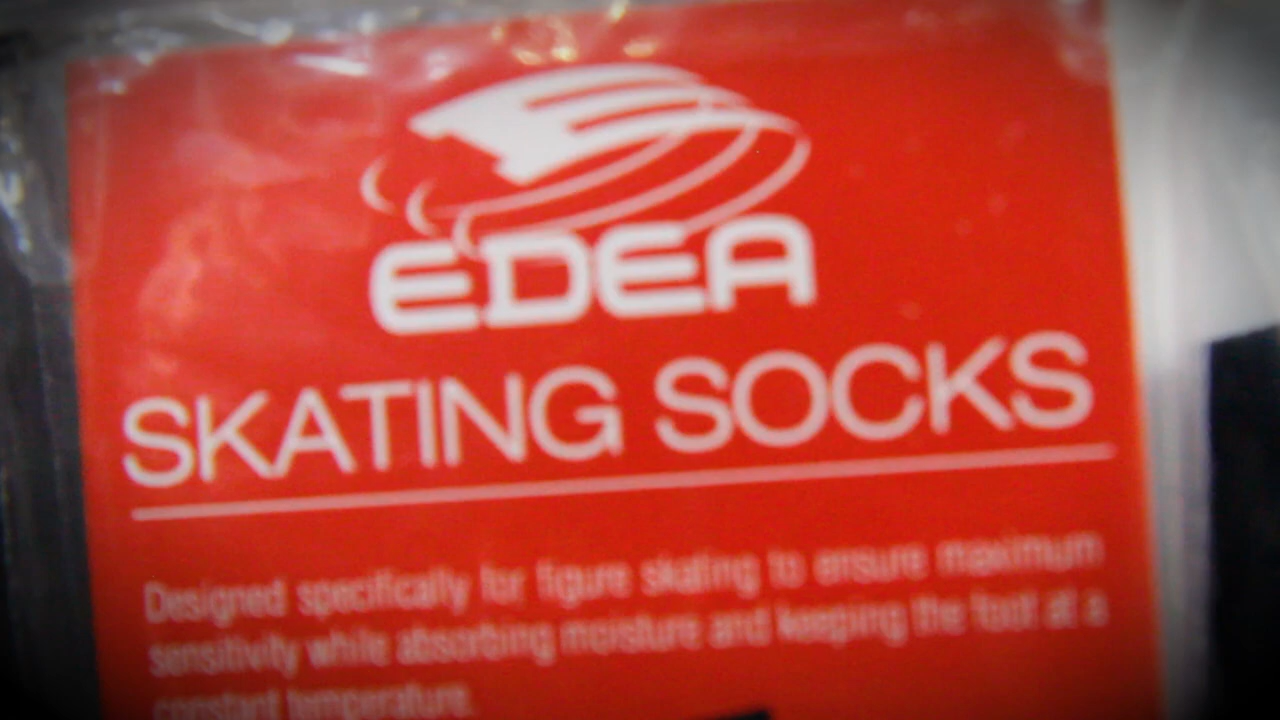 EDEA
SKATING SOCKS
Designed specifically for figure skating to ensure maximum
sensitivity while absorbing moisture and keeping the foot at a
constant temperature.